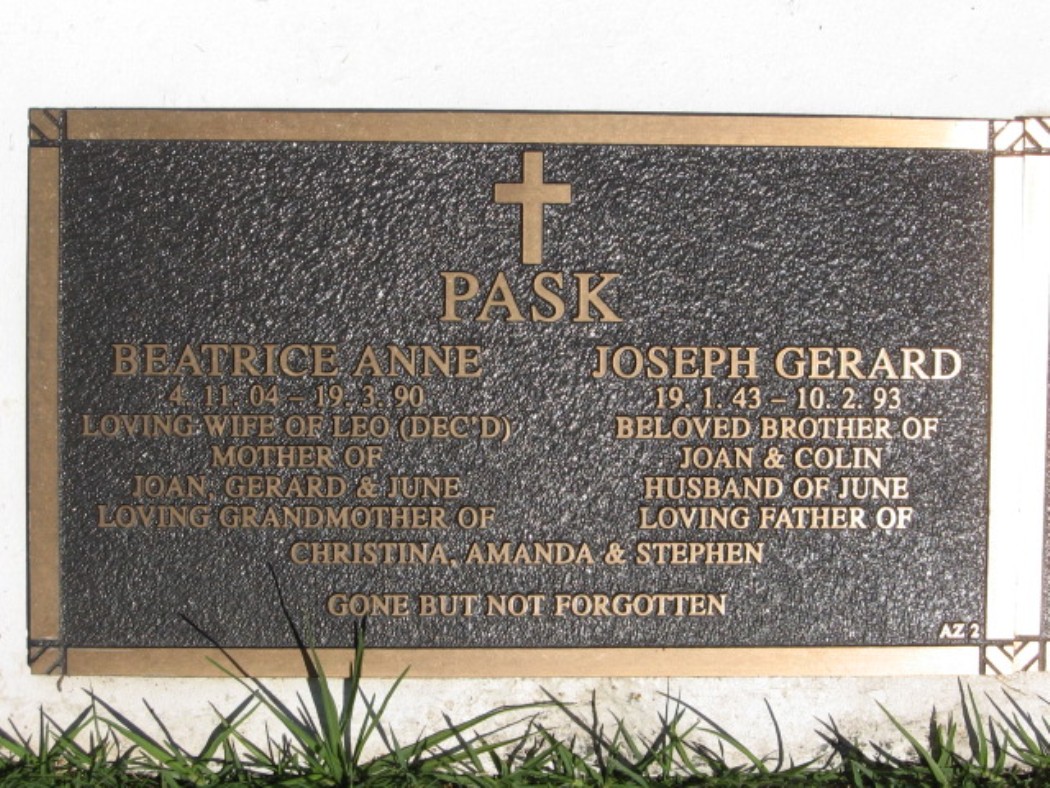 PASK
BEATRICE ANNE
4. 11. 04 – 19. 3. 90
LOVING WIFE OF LEO (DEC'D)
MOTHER OF
JOAN, GERARD & JUNE
LOVING GRANDMOTHER OF
JOSEPH GERARD
19. 1. 43 – 10. 2. 93
BELOVED BROTHER OF
JOAN & COLIN
HUSBAND OF JUNE
LOVING FATHER OF
CHRISTINA, AMANDA & STEPHEN
GONE BUT NOT FORGOTTEN
AZ 2